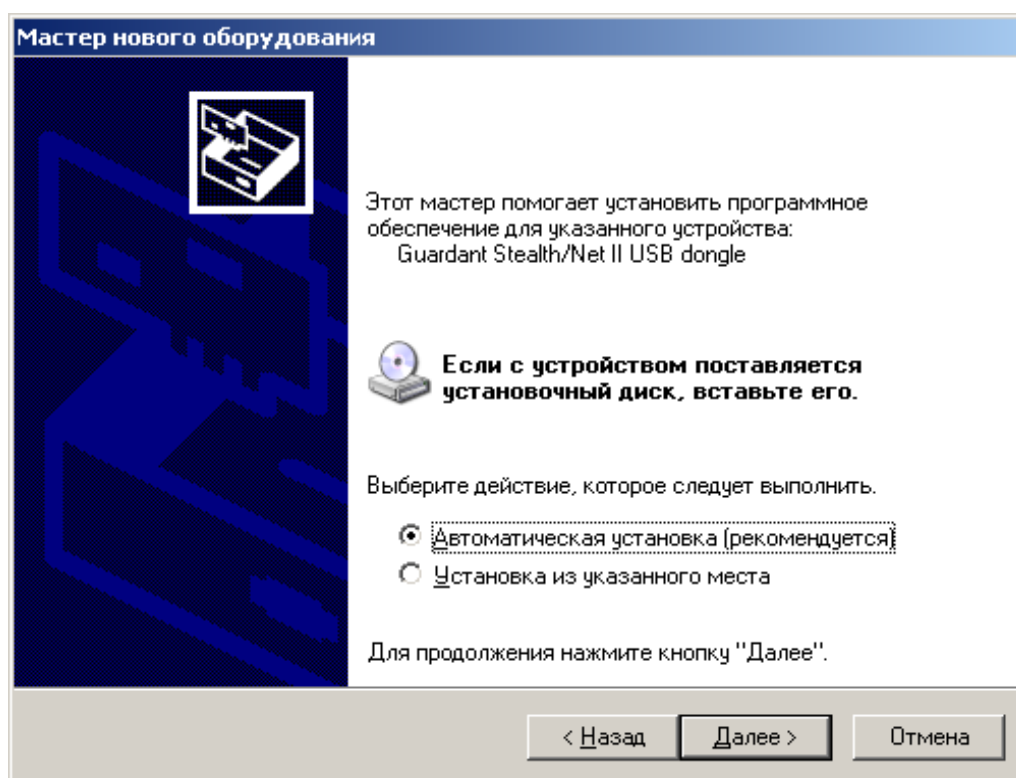 Мастер нового оборудования
Этот мастер помогает установить программное
обеспечение для указанного устройства:
Guardant Stealth/Net II USB dongle
Если с устройством поставляется
установочный диск, вставьте его.
Выберите действие, которое следует выполнить.
Автоматическая установка (рекомендуется)
Установка из указанного места
Для продолжения нажмите кнопку "Далее".
< Назад Далее > Отмена